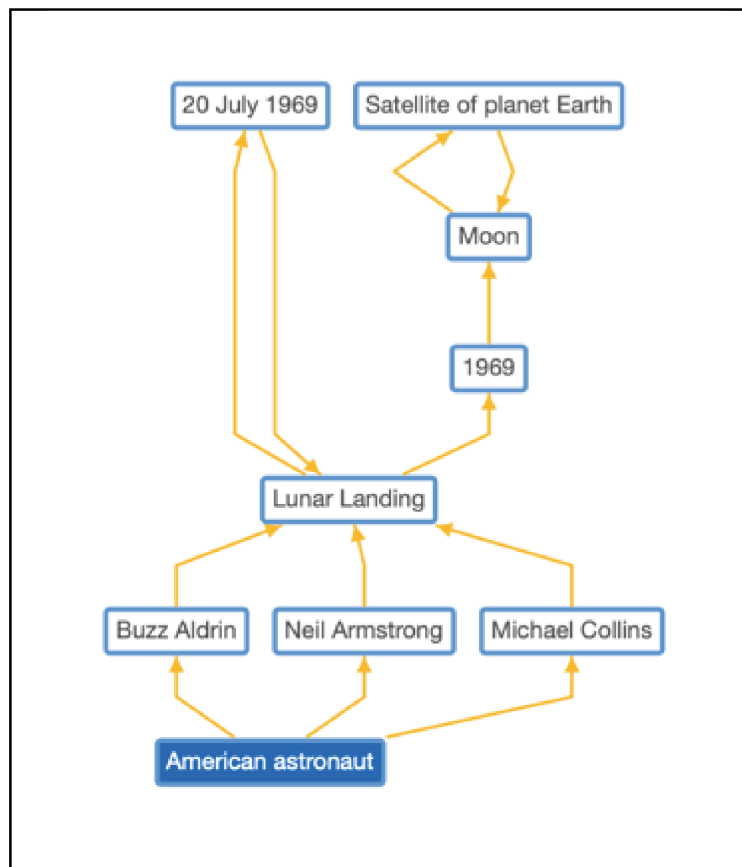 20 July 1969
Satellite of planet Earth
Moon
1969
Lunar Landing
Buzz Aldrin
Neil Armstrong
Michael Collins
American astronaut